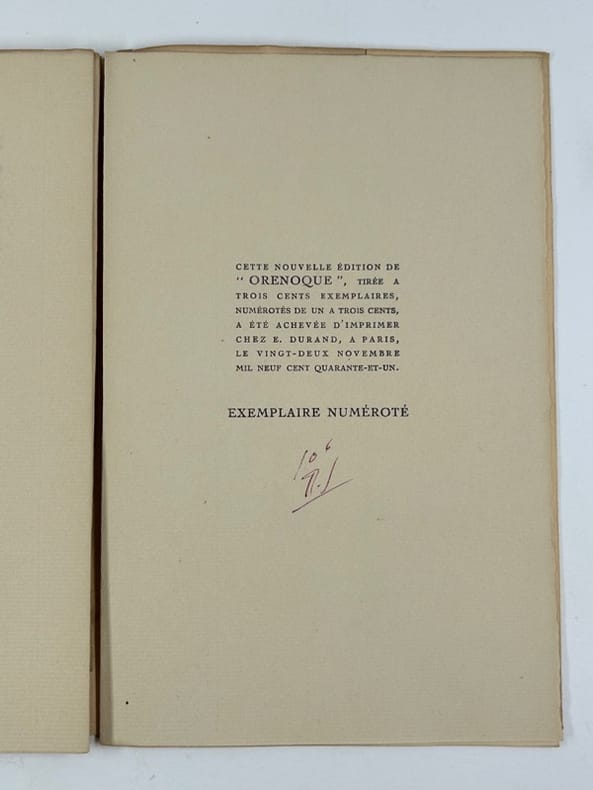 CETTE NOUVELLE ÉDITION DE
“ ORENOQUE ”, TIRÉE A
TROIS CENTS EXEMPLAIRES,
NUMÉROTÉS DE UN A TROIS CENTS,
A ÉTÉ ACHEVÉE D'IMPRIMER
CHEZ E. DURAND, A PARIS,
LE VINGT-DEUX NOVEMBRE
MIL NEUF CENT QUARANTE-ET-UN.
EXEMPLAIRE NUMÉROTÉ
106